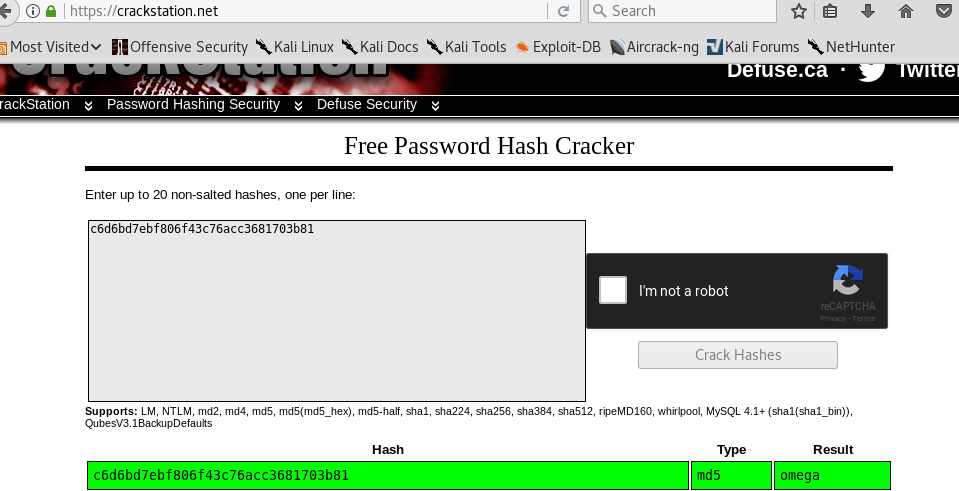 https://crackstation.net
Search
Most Visited Offensive Security Kali Linux Kali Docs Kali Tools Exploit-DB Aircrack-ng Kali Forums NetHunter
CrackStation
Defuse.ca · Twitter
rackStation Password Hashing Security Defuse Security
Free Password Hash Cracker
Enter up to 20 non-salted hashes, one per line:
c6d6bd7ebf806f43c76acc3681703b81
I'm not a robot
reCAPTCHA
Privacy - Terms
Crack Hashes
Supports: LM, NTLM, md2, md4, md5, md5(md5_hex), md5-half, sha1, sha224, sha256, sha384, sha512, ripeMD160, whirlpool, MySQL 4.1+ (sha1(sha1_bin)),
QubesV3.1BackupDefaults
Hash Type Result
c6d6bd7ebf806f43c76acc3681703b81 md5 omega